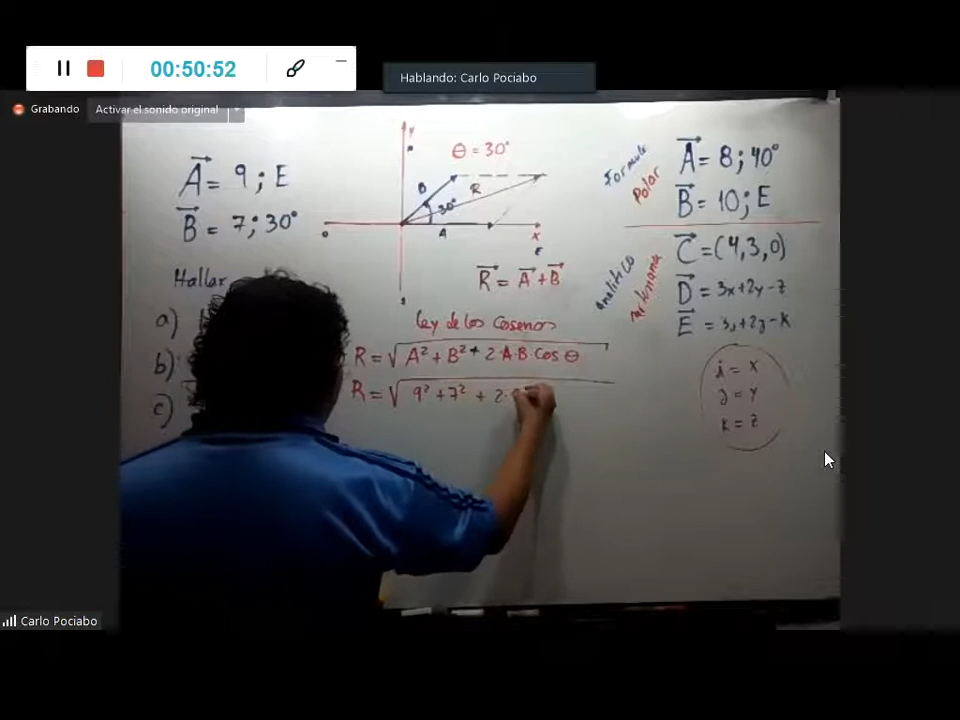 00:50:52
Hablando: Carlo Pociabo
Grabando
Activar el sonido original
A = 9 ; E
B = 7 ; 30°
Hallar
a)
b)
c)
Y
θ = 30°
B
R
30°
A
X
E
R = A + B
Ley de los Cosenos
R = √A² + B² + 2·A·B·Cos θ
R = √9² + 7² + 2·
Formula
Polar
A = 8 ; 40°
B = 10 ; E
Analitico
C = (4,3,0)
D = 3x+2y-z
E = 3i+2j-k
i = x
j = y
k = z
Carlo Pociabo